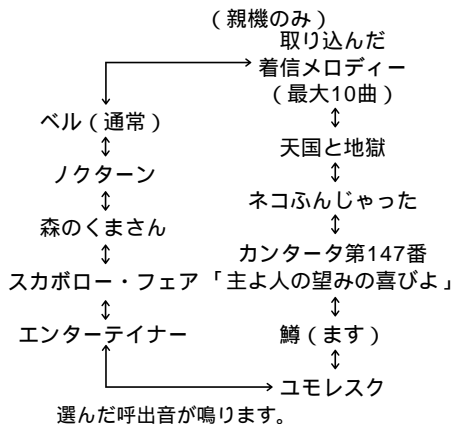 （親機のみ）
取り込んだ
着信メロディー
（最大10曲）
ベル（通常）
天国と地獄
ノクターン
ネコふんじゃった
森のくまさん
カンタータ第147番
スカボロー・フェア
「主よ人の望みの喜びよ」
エンターテイナー
鱒（ます）
ユモレスク
選んだ呼出音が鳴ります。